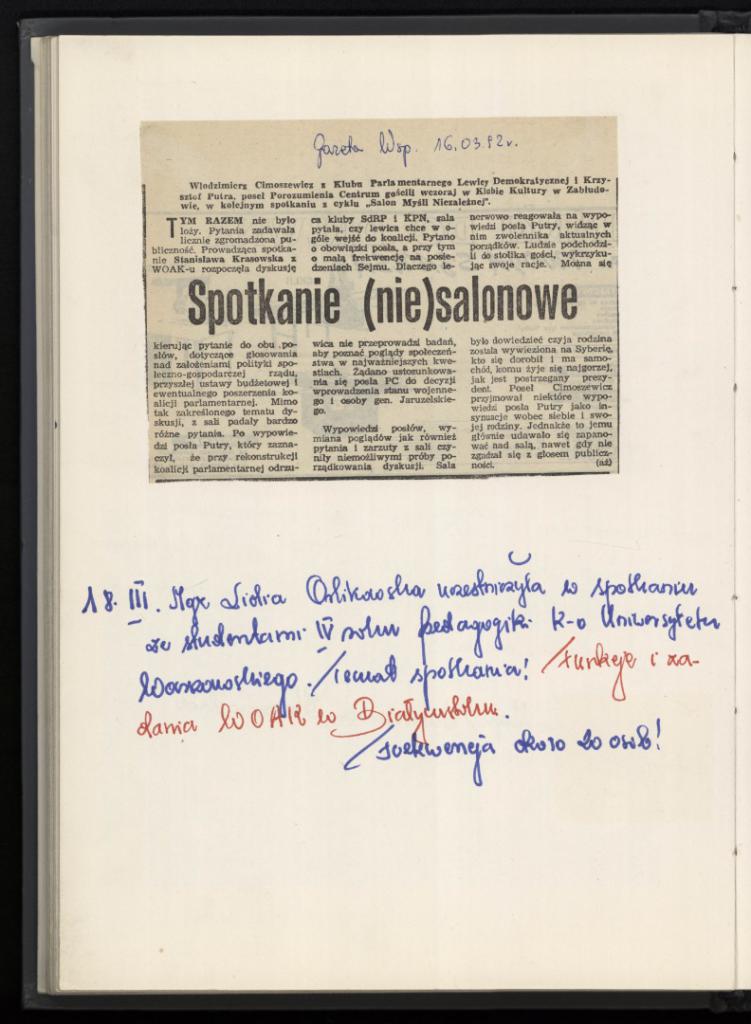 Gazeta Wsp. 16.03.92r.
Włodzimierz Cimoszewicz z Klubu Parlamentarnego Lewicy Demokratycznej i Krzy-
sztof Putra, poseł Porozumienia Centrum gościli wczoraj w Klubie Kultury w Zabłudo-
wie, w kolejnym spotkaniu z cyklu „Salon Myśli Niezależnej".
TYM RAZEM nie było
loży. Pytania zadawała
licznie zgromadzona pu-
bliczność. Prowadząca spotka-
nie Stanisława Krasowska z
WOAK-u rozpoczęła dyskusję
ca kluby SdRP i KPN, sala
pytała, czy lewica chce w o-
góle wejść do koalicji. Pytano
o obowiązki posła, a przy tym
o małą frekwencję na posie-
dzeniach Sejmu. Dlaczego le-
nerwowo reagowała na wypo-
wiedzi posła Putry, widząc w
nim zwolennika aktualnych
porządków. Ludzie podchodzi-
li do stolika gości, wykrzyku-
jąc swoje racje. Można się
Spotkanie (nie)salonowe
kierując pytanie do obu po-
słów, dotyczące głosowania
nad założeniami polityki spo-
łeczno-gospodarczej rządu,
przyszłej ustawy budżetowej i
ewentualnego poszerzenia ko-
alicji parlamentarnej. Mimo
tak zakreślonego tematu dy-
skusji, z sali padały bardzo
różne pytania. Po wypowie-
dzi posła Putry, który zazna-
czył, że przy rekonstrukcji
koalicji parlamentarnej odrzu-
wica nie przeprowadzi badań,
aby poznać poglądy społeczeń-
stwa w najważniejszych kwe-
stiach. Żądano ustosunkowa-
nia się posła PC do decyzji
wprowadzenia stanu wojenne-
go i osoby gen. Jaruzelskie-
go.
Wypowiedzi posłów, wy-
miana poglądów jak również
pytania i zarzuty z sali czy-
niły niemożliwymi próby po-
rządkowania dyskusji. Sala
było dowiedzieć czyja rodzina
została wywieziona na Syberię,
kto się dorobił i ma samo-
chód, komu żyje się najgorzej,
jak jest postrzegany prezy-
dent. Poseł Cimoszewicz
przyjmował niektóre wypo-
wiedzi posła Putry jako in-
synuacje wobec siebie i swo-
jej rodziny. Jednakże to jemu
głównie udawało się zapano-
wać nad salą, nawet gdy nie
zgadzał się z głosem publicz-
ności. (aż)
18. III. Mgr Lidia Orlikowska uczestniczyła w spotkaniu
ze studentami IV roku pedagogiki k-o Uniwersytetu
Warszawskiego. Temat spotkania: Funkcje i za-
dania WOAK w Białymstoku.
Frekwencja około 20 osób!